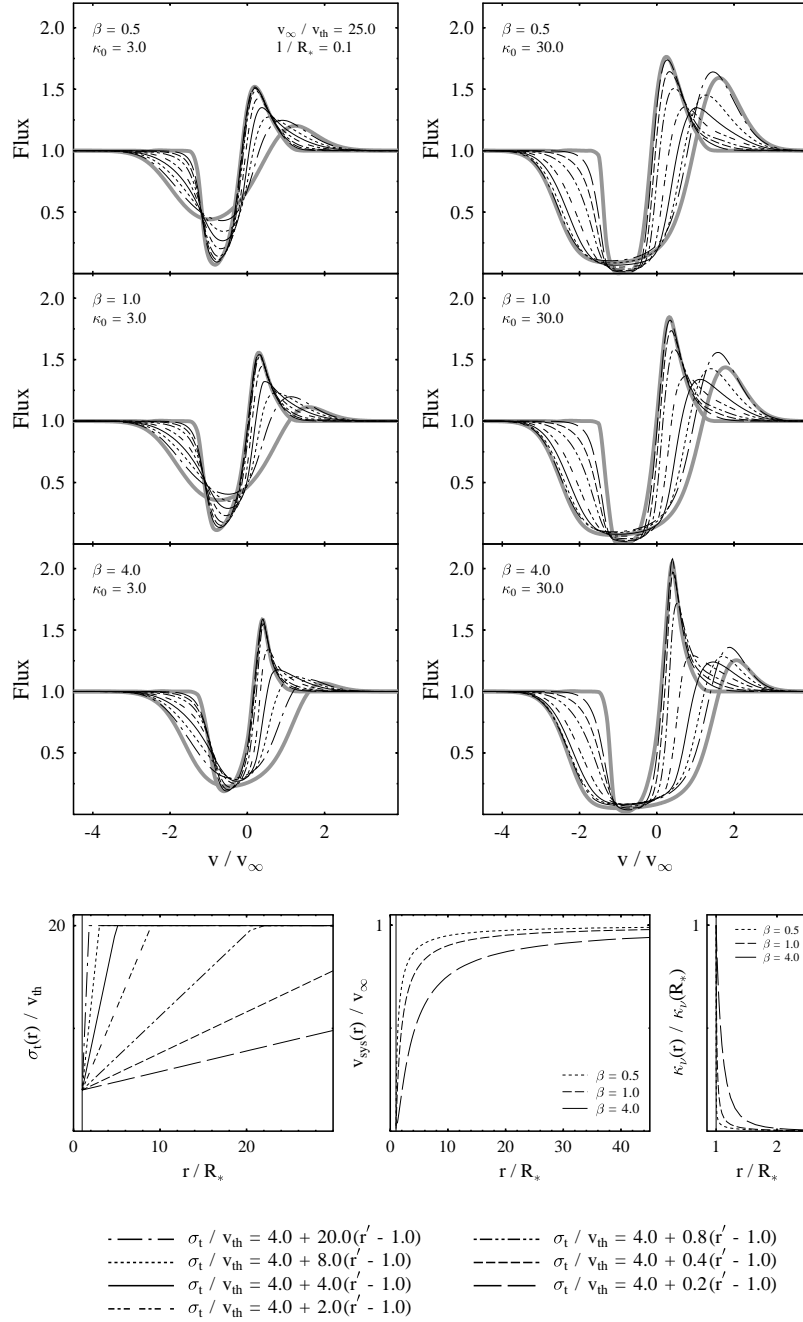 β = 0.5
κ₀ = 3.0
v∞ / vth = 25.0
l / R* = 0.1
2.0
1.5
1.0
0.5
Flux
β = 0.5
κ₀ = 30.0
2.0
1.5
1.0
0.5
Flux
β = 1.0
κ₀ = 3.0
2.0
1.5
1.0
0.5
Flux
β = 1.0
κ₀ = 30.0
2.0
1.5
1.0
0.5
Flux
β = 4.0
κ₀ = 3.0
2.0
1.5
1.0
0.5
Flux
-4 -2 0 2
v / v∞
β = 4.0
κ₀ = 30.0
2.0
1.5
1.0
0.5
Flux
-4 -2 0 2
v / v∞
20
σt(r) / vth
0 10 20
r / R*
1
vsys(r) / v∞
β = 0.5
β = 1.0
β = 4.0
0 10 20 30 40
r / R*
1
κν(r) / κν(R*)
β = 0.5
β = 1.0
β = 4.0
1 2
r / R*
σt / vth = 4.0 + 20.0(r′ - 1.0)
σt / vth = 4.0 + 8.0(r′ - 1.0)
σt / vth = 4.0 + 4.0(r′ - 1.0)
σt / vth = 4.0 + 2.0(r′ - 1.0)
σt / vth = 4.0 + 0.8(r′ - 1.0)
σt / vth = 4.0 + 0.4(r′ - 1.0)
σt / vth = 4.0 + 0.2(r′ - 1.0)